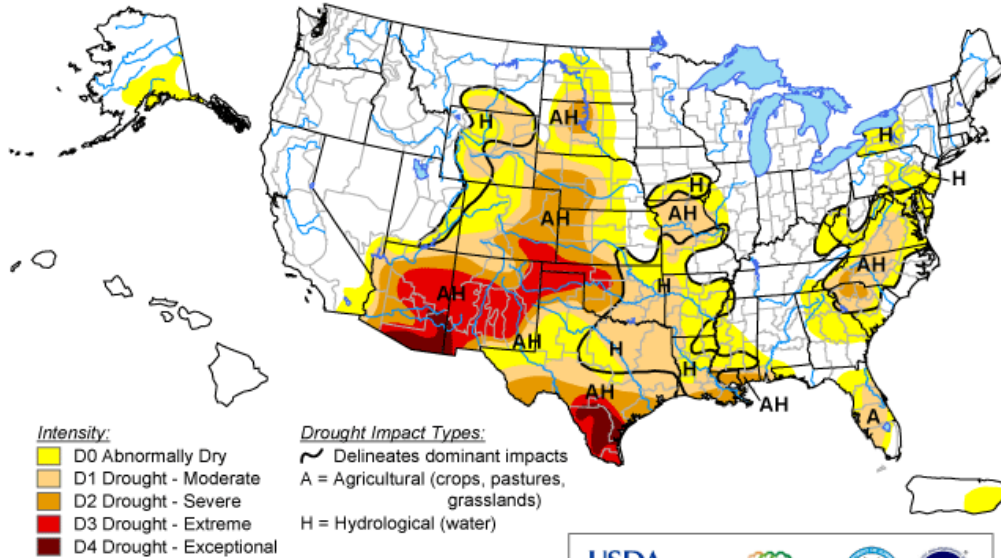 H
AH
H
H
H
AH
AH
AH
H
AH
H
AH
H
H
AH
AH
A
Intensity:
D0 Abnormally Dry
D1 Drought - Moderate
D2 Drought - Severe
D3 Drought - Extreme
D4 Drought - Exceptional
Drought Impact Types:
Delineates dominant impacts
A = Agricultural (crops, pastures,
grasslands)
H = Hydrological (water)
USDA